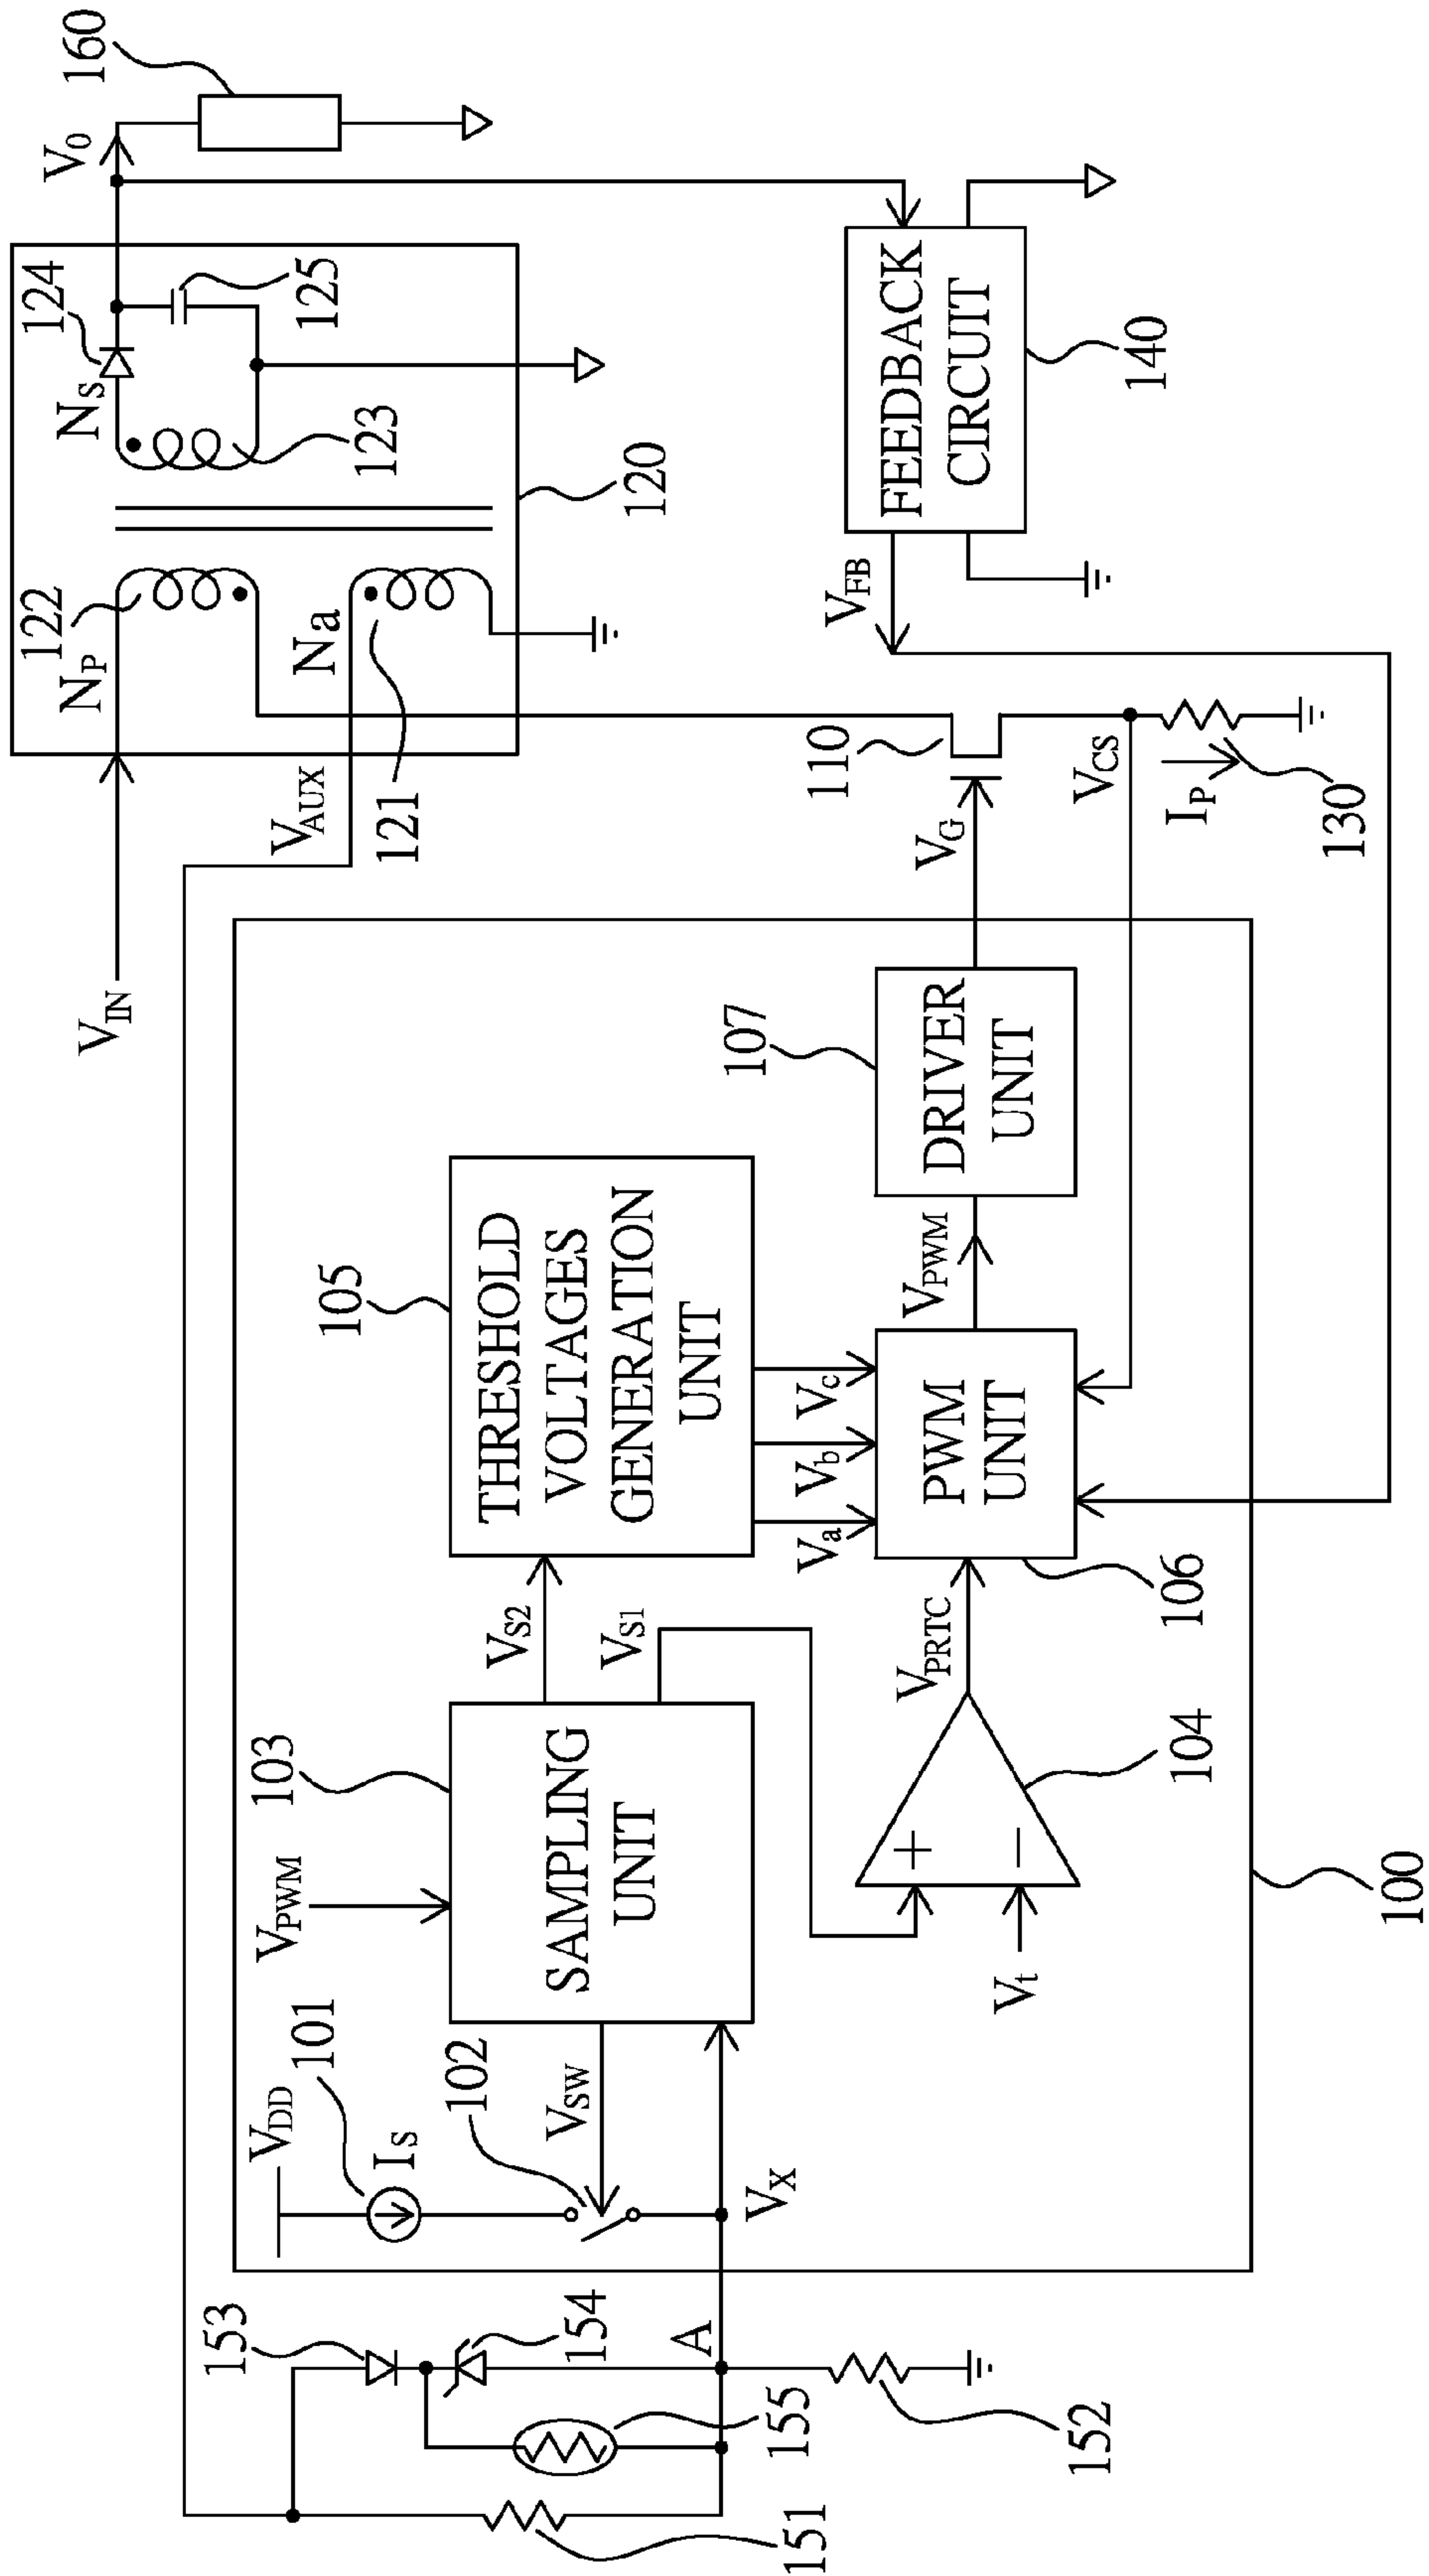 160
V0
124
125
NS
123
120
122
NP
Na
VAUX
121
VIN
FEEDBACK
CIRCUIT
140
VFB
110
VG
VCS
IP
130
107
DRIVER
UNIT
105
THRESHOLD
VOLTAGES
GENERATION
UNIT
VPWM
Va
Vb
Vc
PWM
UNIT
106
VS2
VS1
VPRTC
103
SAMPLING
UNIT
VPWM
104
+
−
Vt
100
101
VDD
IS
102
VSW
VX
153
154
A
155
152
151